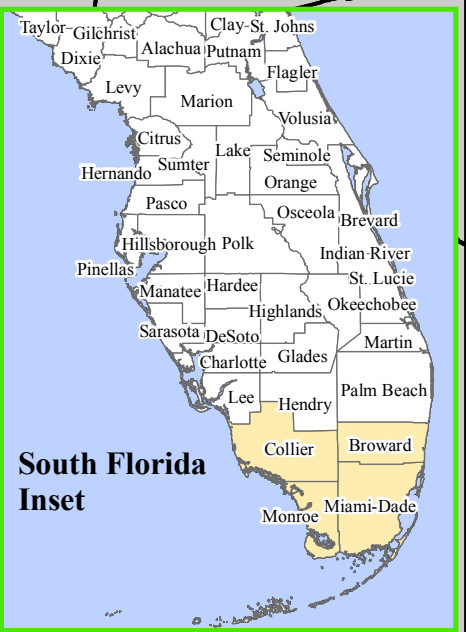 Taylor Gilchrist Clay St. Johns
Dixie Alachua Putnam
Flagler
Levy
Marion
Volusia
Citrus
Lake Seminole
Hernando Sumter
Orange
Pasco
Osceola Brevard
Hillsborough Polk
Indian River
Pinellas
St. Lucie
Manatee Hardee
Okeechobee
Highlands
Sarasota DeSoto
Martin
Charlotte Glades
Palm Beach
Lee
Hendry
Collier Broward
South Florida
Inset
Miami-Dade
Monroe